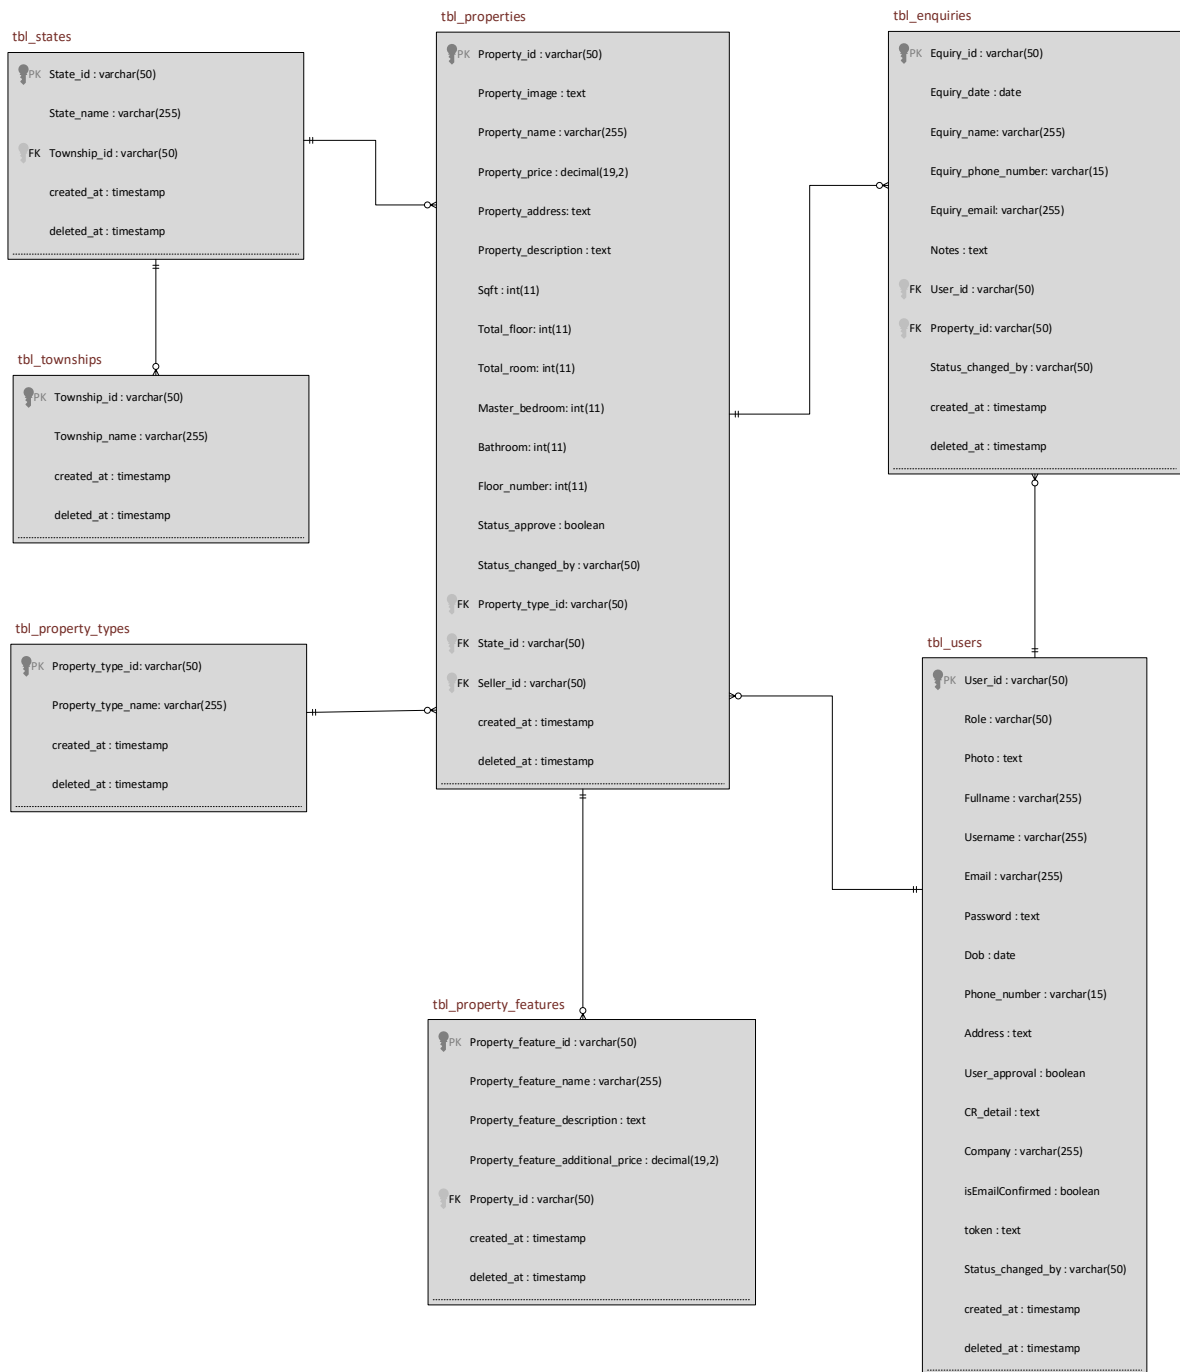 tbl_states
PK State_id : varchar(50)
State_name : varchar(255)
FK Township_id : varchar(50)
created_at : timestamp
deleted_at : timestamp
tbl_townships
PK Township_id : varchar(50)
Township_name : varchar(255)
created_at : timestamp
deleted_at : timestamp
tbl_property_types
PK Property_type_id: varchar(50)
Property_type_name: varchar(255)
created_at : timestamp
deleted_at : timestamp
tbl_properties
PK Property_id : varchar(50)
Property_image : text
Property_name : varchar(255)
Property_price : decimal(19,2)
Property_address: text
Property_description : text
Sqft : int(11)
Total_floor: int(11)
Total_room: int(11)
Master_bedroom: int(11)
Bathroom: int(11)
Floor_number: int(11)
Status_approve : boolean
Status_changed_by : varchar(50)
FK Property_type_id: varchar(50)
FK State_id : varchar(50)
FK Seller_id : varchar(50)
created_at : timestamp
deleted_at : timestamp
tbl_property_features
PK Property_feature_id : varchar(50)
Property_feature_name : varchar(255)
Property_feature_description : text
Property_feature_additional_price : decimal(19,2)
FK Property_id : varchar(50)
created_at : timestamp
deleted_at : timestamp
tbl_enquiries
PK Equiry_id : varchar(50)
Equiry_date : date
Equiry_name: varchar(255)
Equiry_phone_number: varchar(15)
Equiry_email: varchar(255)
Notes : text
FK User_id : varchar(50)
FK Property_id: varchar(50)
Status_changed_by : varchar(50)
created_at : timestamp
deleted_at : timestamp
tbl_users
PK User_id : varchar(50)
Role : varchar(50)
Photo : text
Fullname : varchar(255)
Username : varchar(255)
Email : varchar(255)
Password : text
Dob : date
Phone_number : varchar(15)
Address : text
User_approval : boolean
CR_detail : text
Company : varchar(255)
isEmailConfirmed : boolean
token : text
Status_changed_by : varchar(50)
created_at : timestamp
deleted_at : timestamp